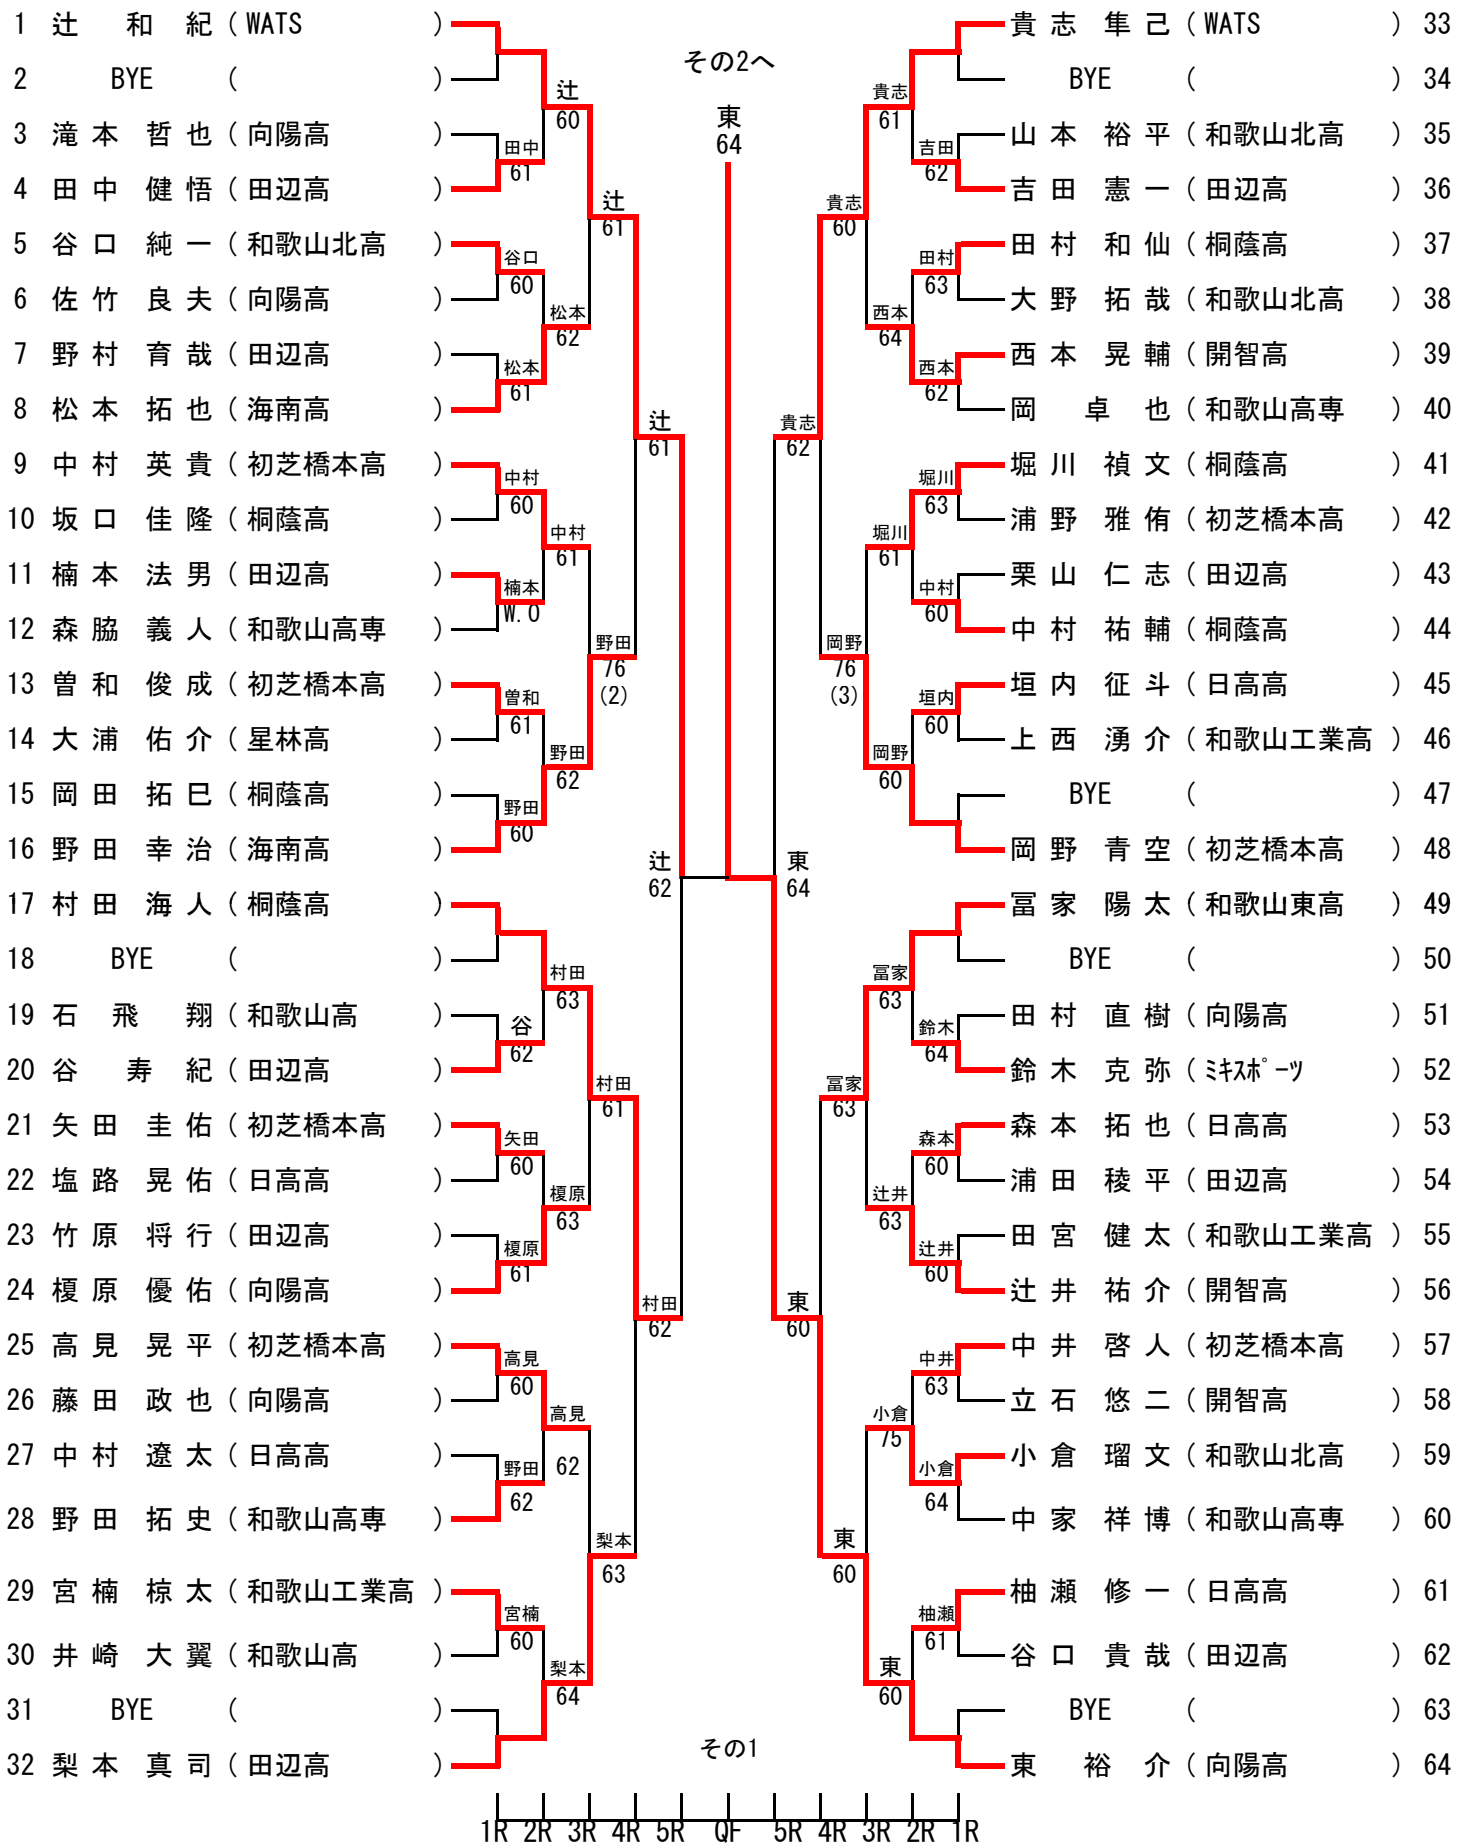 1 辻 和 紀 ( WATS )
2 BYE ( )
3 滝 本 哲 也 ( 向陽高 )
4 田 中 健 悟 ( 田辺高 )
5 谷 口 純 一 ( 和歌山北高 )
6 佐 竹 良 夫 ( 向陽高 )
7 野 村 育 哉 ( 田辺高 )
8 松 本 拓 也 ( 海南高 )
9 中 村 英 貴 ( 初芝橋本高 )
10 坂 口 佳 隆 ( 桐蔭高 )
11 楠 本 法 男 ( 田辺高 )
12 森 脇 義 人 ( 和歌山高専 )
13 曽 和 俊 成 ( 初芝橋本高 )
14 大 浦 佑 介 ( 星林高 )
15 岡 田 拓 巳 ( 桐蔭高 )
16 野 田 幸 治 ( 海南高 )
17 村 田 海 人 ( 桐蔭高 )
18 BYE ( )
19 石 飛 翔 ( 和歌山高 )
20 谷 寿 紀 ( 田辺高 )
21 矢 田 圭 佑 ( 初芝橋本高 )
22 塩 路 晃 佑 ( 日高高 )
23 竹 原 将 行 ( 田辺高 )
24 榎 原 優 佑 ( 向陽高 )
25 高 見 晃 平 ( 初芝橋本高 )
26 藤 田 政 也 ( 向陽高 )
27 中 村 遼 太 ( 日高高 )
28 野 田 拓 史 ( 和歌山高専 )
29 宮 楠 椋 太 ( 和歌山工業高 )
30 井 崎 大 翼 ( 和歌山高 )
31 BYE ( )
32 梨 本 真 司 ( 田辺高 )
田中
61
谷口
60
松本
61
中村
60
楠本
W.O
曽和
61
野田
60
谷
62
矢田
60
榎原
61
高見
60
野田
62
宮楠
60
辻
60
松本
62
中村
61
野田
62
村田
63
榎原
63
高見
62
梨本
64
辻
61
野田
76
(2)
村田
61
梨本
63
辻
61
村田
62
辻
62
その2へ
東
64
東
64
貴志
62
東
60
貴志
60
岡野
76
(3)
冨家
63
東
60
貴志
61
西本
64
堀川
61
岡野
60
冨家
63
辻井
63
小倉
75
東
60
吉田
62
田村
63
西本
62
堀川
63
中村
60
垣内
60
鈴木
64
森本
60
辻井
60
中井
63
小倉
64
柚瀬
61
貴 志 隼 己 ( WATS ) 33
BYE ( ) 34
山 本 裕 平 ( 和歌山北高 ) 35
吉 田 憲 一 ( 田辺高 ) 36
田 村 和 仙 ( 桐蔭高 ) 37
大 野 拓 哉 ( 和歌山北高 ) 38
西 本 晃 輔 ( 開智高 ) 39
岡 卓 也 ( 和歌山高専 ) 40
堀 川 禎 文 ( 桐蔭高 ) 41
浦 野 雅 侑 ( 初芝橋本高 ) 42
栗 山 仁 志 ( 田辺高 ) 43
中 村 祐 輔 ( 桐蔭高 ) 44
垣 内 征 斗 ( 日高高 ) 45
上 西 湧 介 ( 和歌山工業高 ) 46
BYE ( ) 47
岡 野 青 空 ( 初芝橋本高 ) 48
冨 家 陽 太 ( 和歌山東高 ) 49
BYE ( ) 50
田 村 直 樹 ( 向陽高 ) 51
鈴 木 克 弥 ( ﾐｷｽﾎﾟｰﾂ ) 52
森 本 拓 也 ( 日高高 ) 53
浦 田 稜 平 ( 田辺高 ) 54
田 宮 健 太 ( 和歌山工業高 ) 55
辻 井 祐 介 ( 開智高 ) 56
中 井 啓 人 ( 初芝橋本高 ) 57
立 石 悠 二 ( 開智高 ) 58
小 倉 瑠 文 ( 和歌山北高 ) 59
中 家 祥 博 ( 和歌山高専 ) 60
柚 瀬 修 一 ( 日高高 ) 61
谷 口 貴 哉 ( 田辺高 ) 62
BYE ( ) 63
東 裕 介 ( 向陽高 ) 64
その1
1R 2R 3R 4R 5R QF 5R 4R 3R 2R 1R